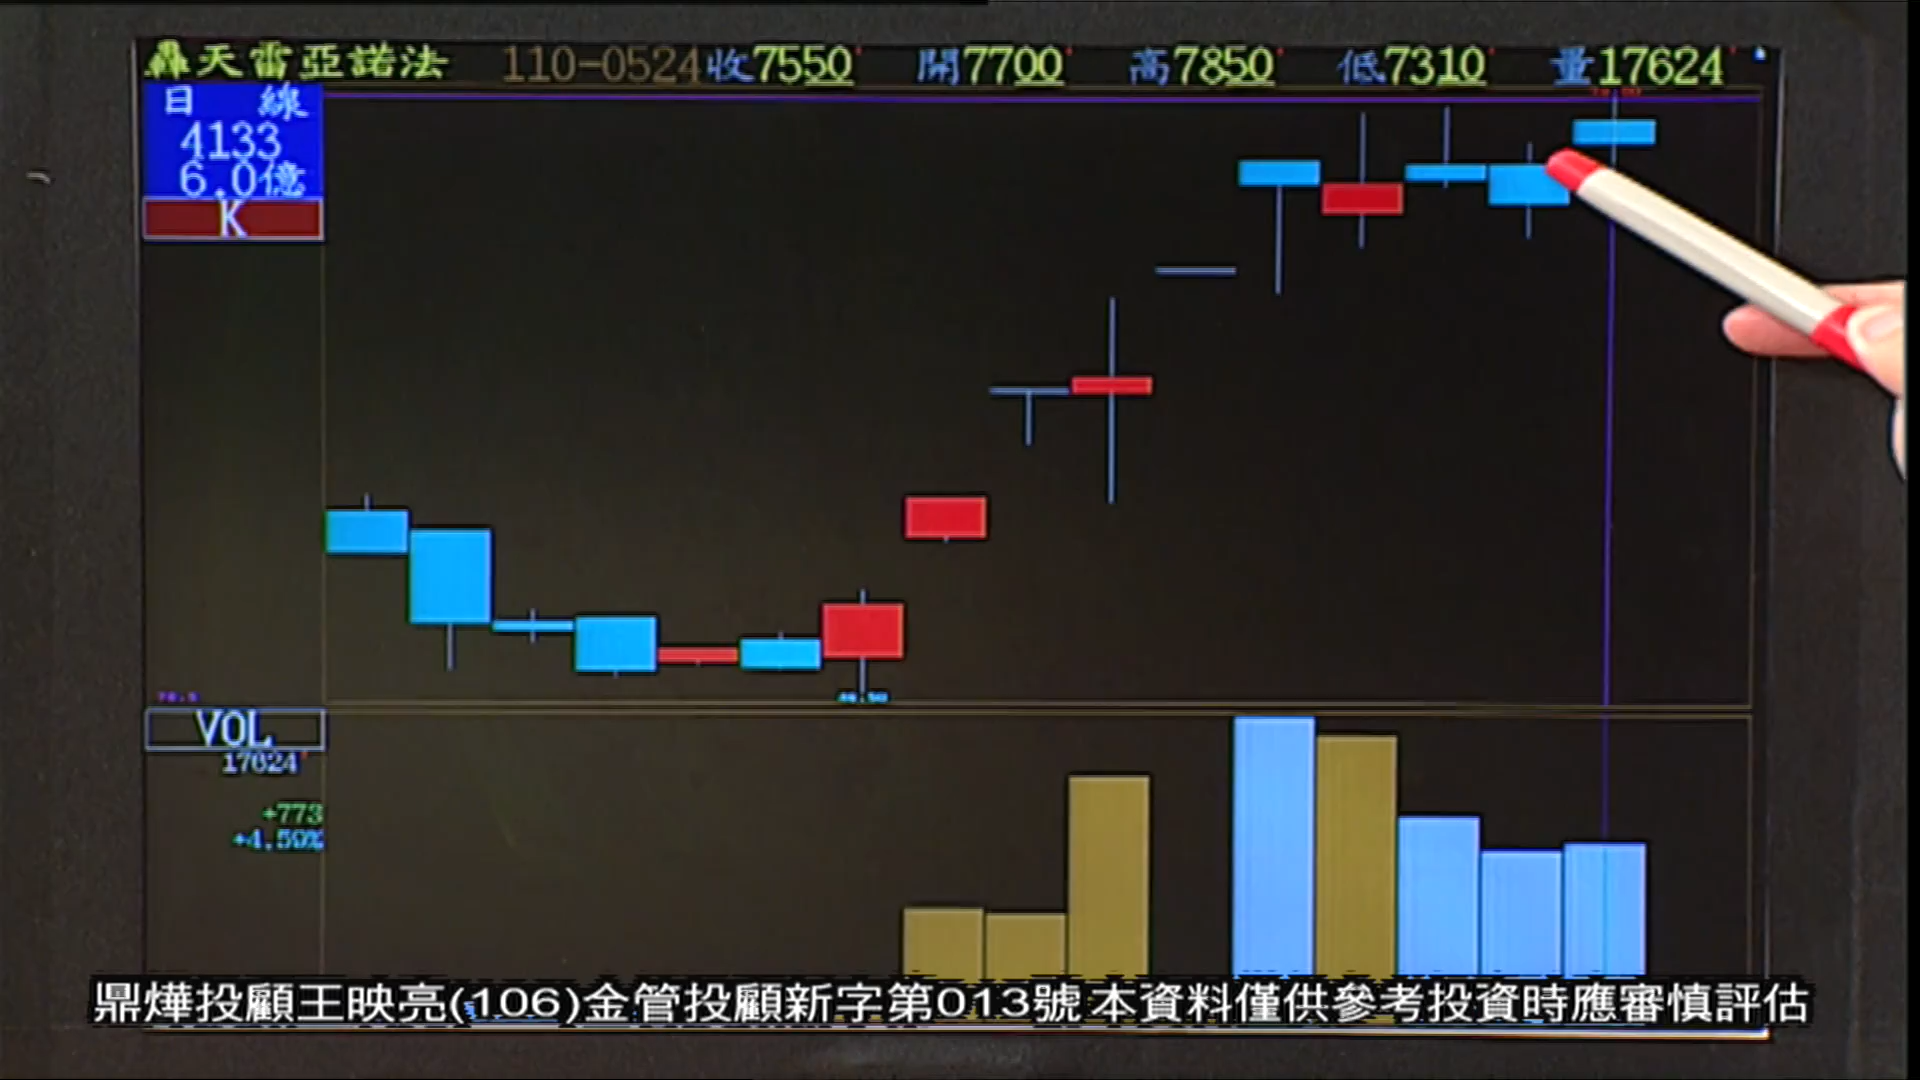 轟天雷亞諾法 110-0524 收7550 開7700 高7850 低7310 量17624
日 線
4133
6.0億
K
VOL
17624
+773
+4.59%
鼎燁投顧王映亮(106)金管投顧新字第013號 本資料僅供參考投資時應審慎評估